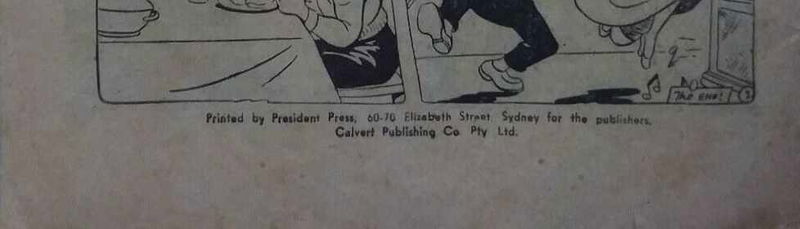 THE END!
Printed by President Press, 60-70 Elizabeth Street, Sydney for the publishers,
Calvert Publishing Co Pty Ltd.